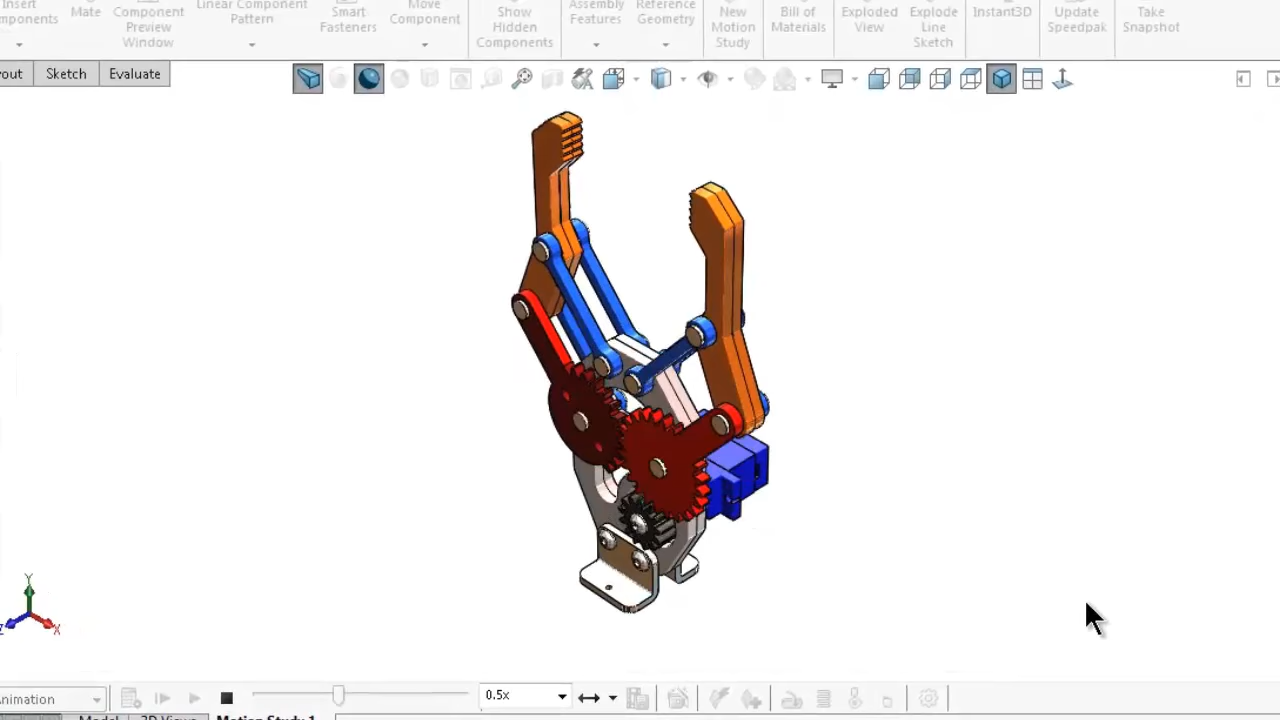 Insert Components
Mate
Component Preview Window
Linear Component Pattern
Smart Fasteners
Move Component
Show Hidden Components
Assembly Features
Reference Geometry
New Motion Study
Bill of Materials
Exploded View
Explode Line Sketch
Instant3D
Update Speedpak
Take Snapshot
out
Sketch
Evaluate
Y
Z
X
Animation
0.5x
Model
3D Views
Motion Study 1